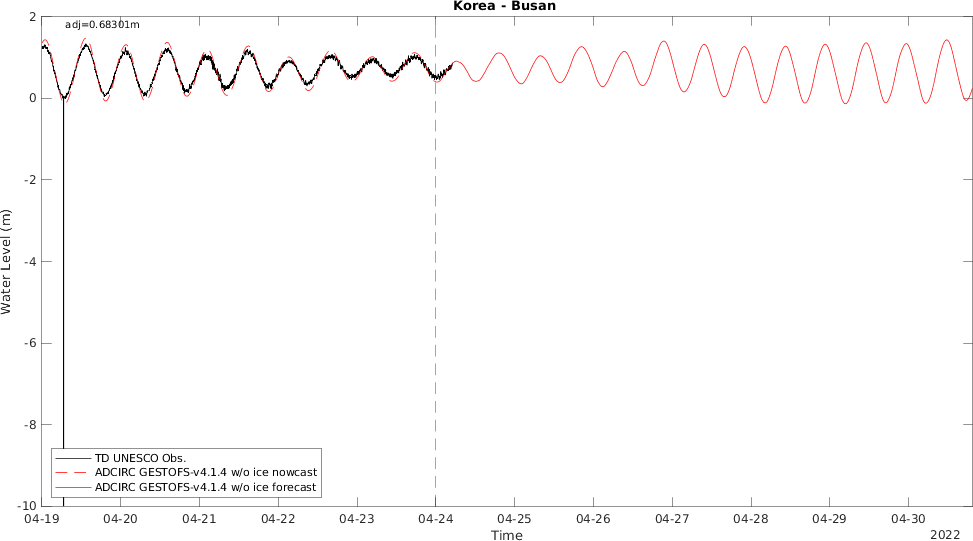 Korea - Busan
adj=0.68301m
2
0
-2
-4
-6
-8
-10
Water Level (m)
TD UNESCO Obs.
ADCIRC GESTOFS-v4.1.4 w/o ice nowcast
ADCIRC GESTOFS-v4.1.4 w/o ice forecast
04-19 04-20 04-21 04-22 04-23 04-24 04-25 04-26 04-27 04-28 04-29 04-30
Time
2022